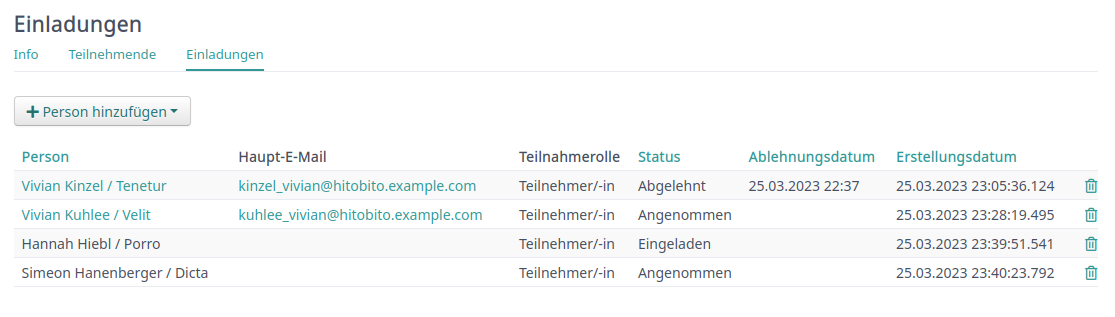 Einladungen
Info Teilnehmende Einladungen
Person hinzufügen
Person Haupt-E-Mail Teilnahmerolle Status Ablehnungsdatum Erstellungsdatum
Vivian Kinzel / Tenetur kinzel_vivian@hitobito.example.com Teilnehmer/-in Abgelehnt 25.03.2023 22:37 25.03.2023 23:05:36.124
Vivian Kuhlee / Velit kuhlee_vivian@hitobito.example.com Teilnehmer/-in Angenommen 25.03.2023 23:28:19.495
Hannah Hiebl / Porro Teilnehmer/-in Eingeladen 25.03.2023 23:39:51.541
Simeon Hanenberger / Dicta Teilnehmer/-in Angenommen 25.03.2023 23:40:23.792